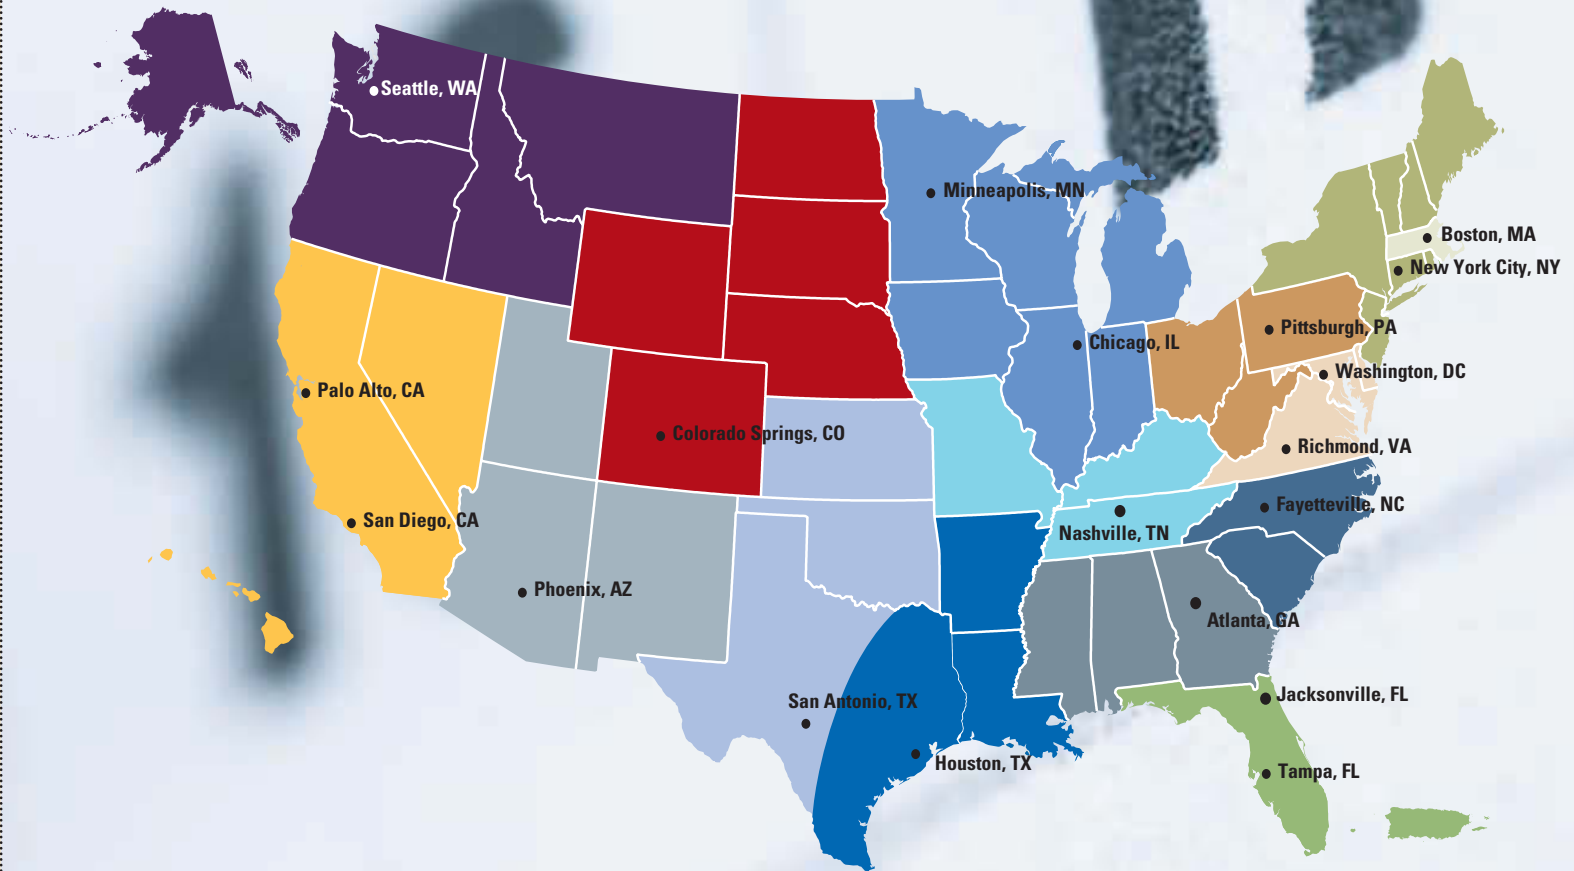 Seattle, WA
Minneapolis, MN
Boston, MA
New York City, NY
Pittsburgh, PA
Chicago, IL
Washington, DC
Palo Alto, CA
Colorado Springs, CO
Richmond, VA
Fayetteville, NC
San Diego, CA
Nashville, TN
Phoenix, AZ
Atlanta, GA
Jacksonville, FL
San Antonio, TX
Houston, TX
Tampa, FL